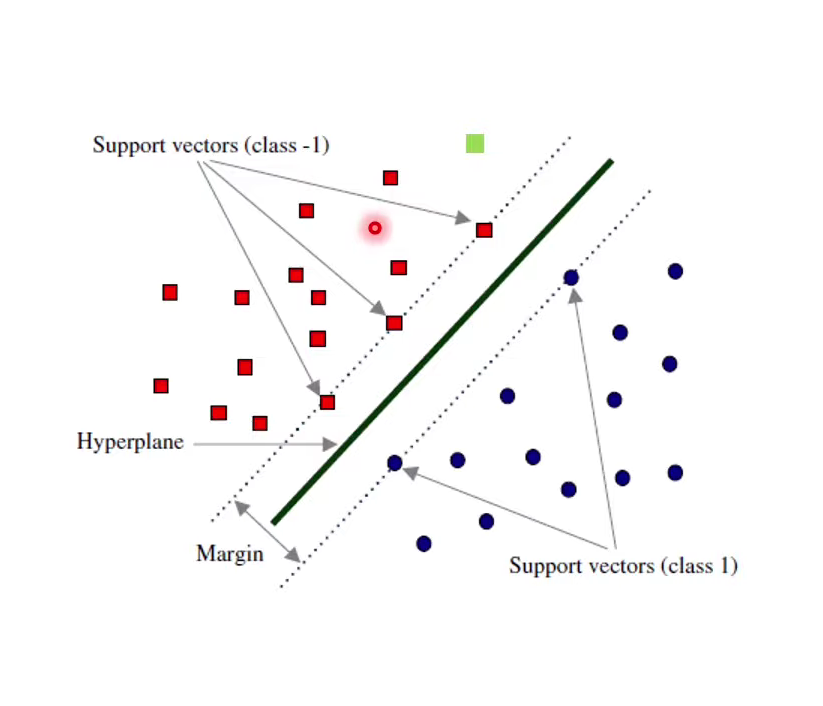 Support vectors (class -1)
Hyperplane
Margin
Support vectors (class 1)